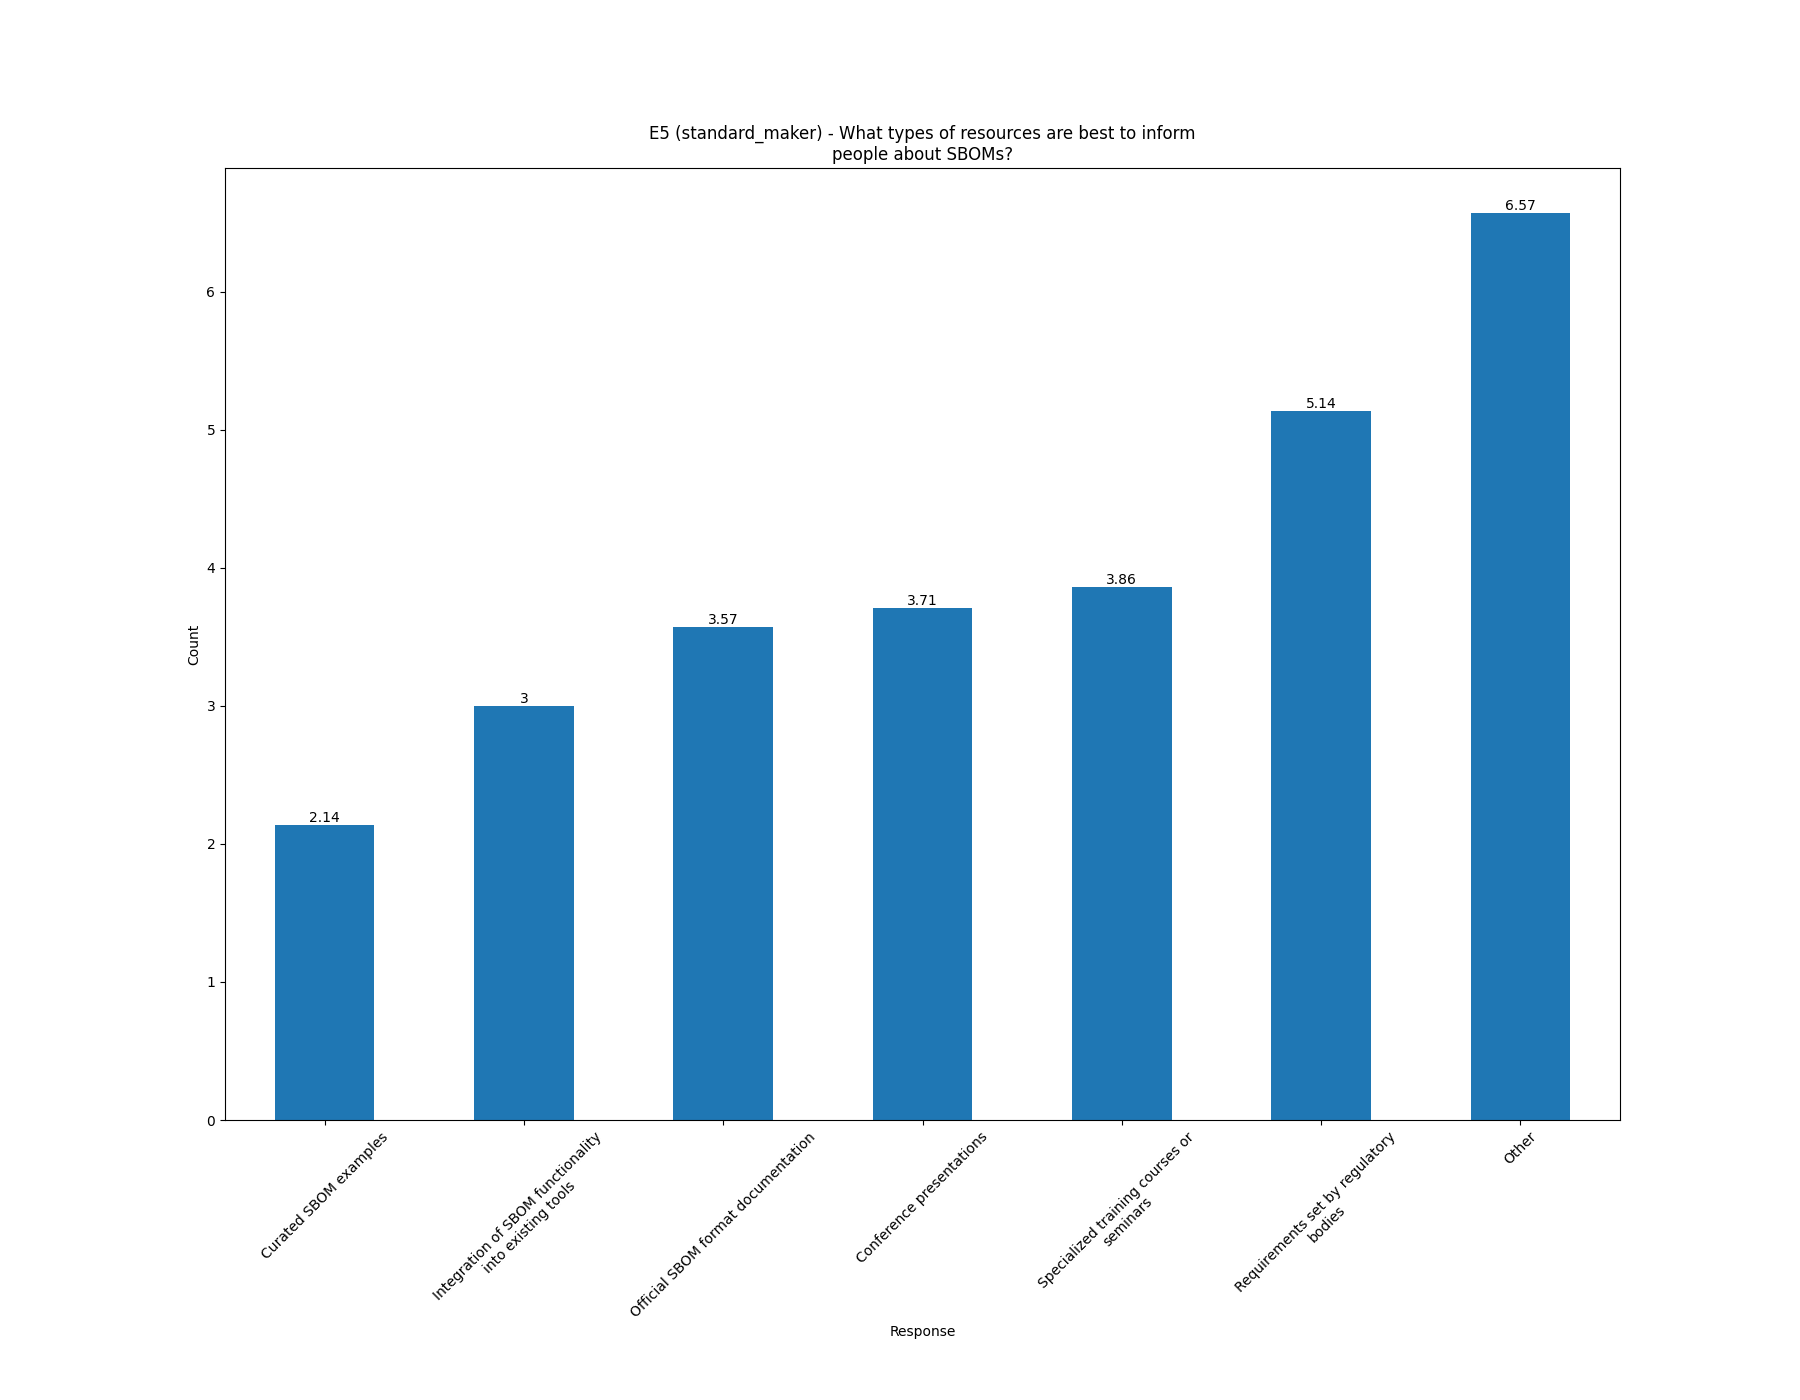 E5 (standard_maker) - What types of resources are best to inform
people about SBOMs?
6.57
5.14
3.86
3.71
3.57
3
2.14
6
5
4
3
2
1
0
Count
Curated SBOM examples
Integration of SBOM functionality
into existing tools
Official SBOM format documentation
Conference presentations
Specialized training courses or
seminars
Requirements set by regulatory
bodies
Other
Response